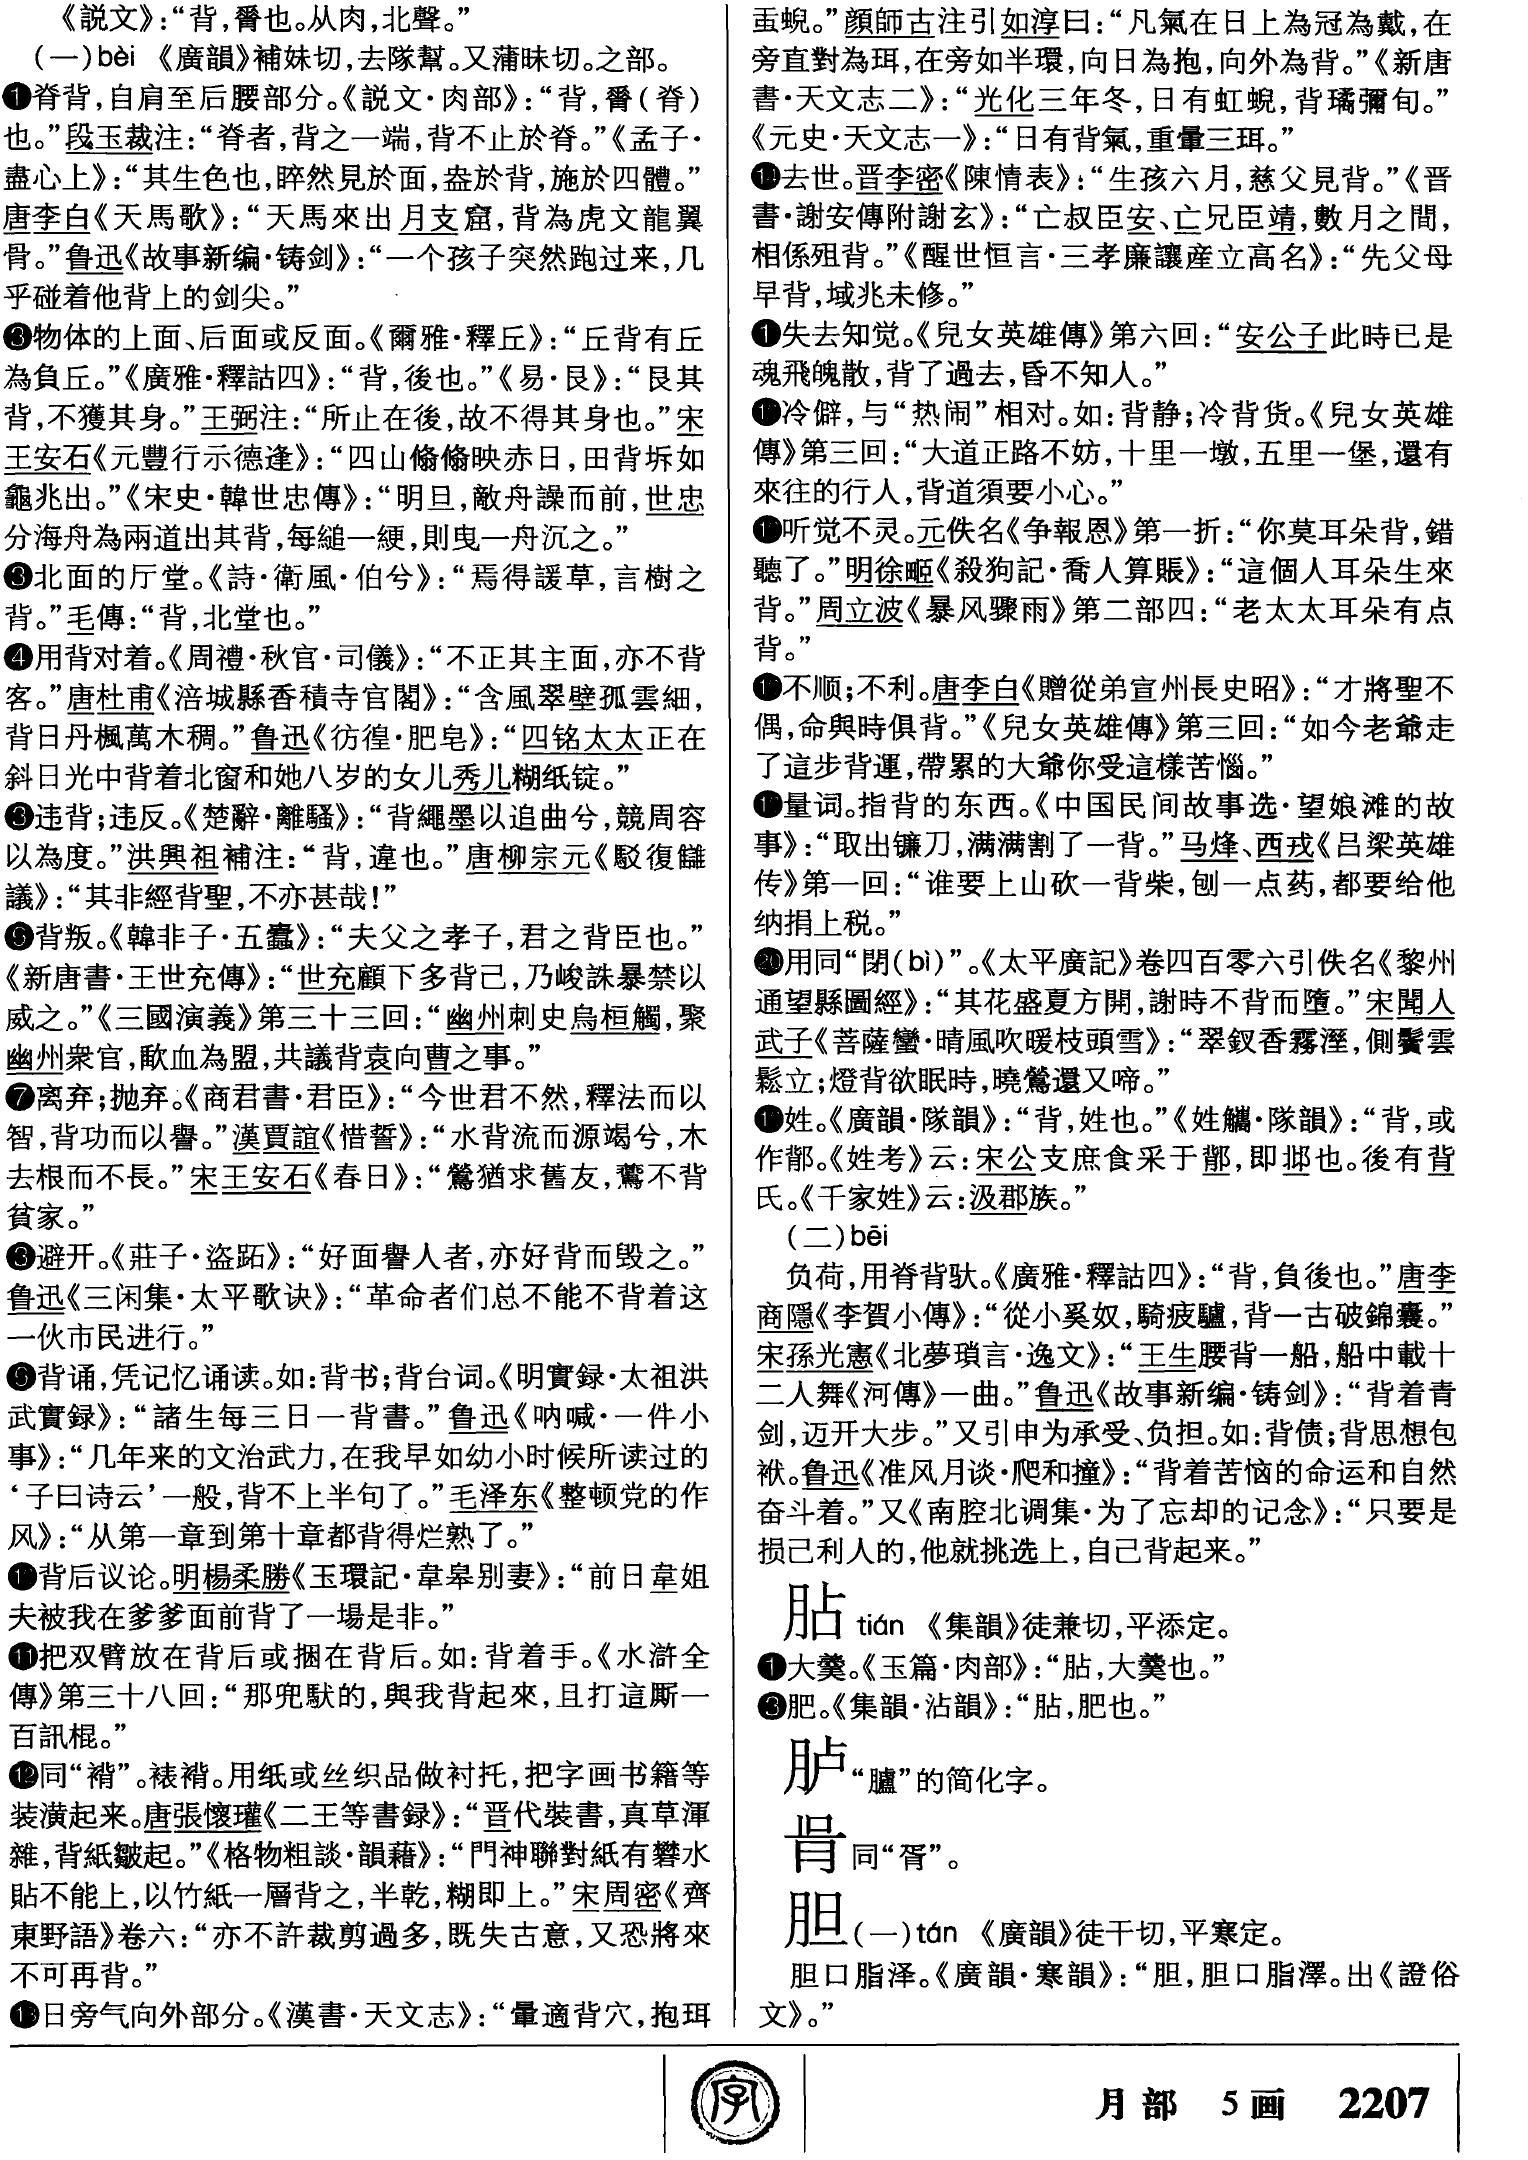 《説文》：“背，𦟝也。从肉，北聲。”
(一)bèi 《廣韻》補妹切，去隊幫。又蒲昧切。之部。
❶脊背，自肩至后腰部分。《説文·肉部》：“背，𦟝(脊)
也。”段玉裁注：“脊者，背之一端，背不止於脊。”《孟子·
盡心上》：“其生色也，睟然見於面，盎於背，施於四體。”
唐李白《天馬歌》：“天馬來出月支窟，背為虎文龍翼
骨。”鲁迅《故事新编·铸剑》：“一个孩子突然跑过来，几
乎碰着他背上的剑尖。”
❸物体的上面、后面或反面。《爾雅·釋丘》：“丘背有丘
為負丘。”《廣雅·釋詁四》：“背，後也。”《易·艮》：“艮其
背，不獲其身。”王弼注：“所止在後，故不得其身也。”宋
王安石《元豐行示德逢》：“四山翛翛映赤日，田背坼如
龜兆出。”《宋史·韓世忠傳》：“明旦，敵舟譟而前，世忠
分海舟為兩道出其背，每縋一綆，則曳一舟沉之。”
❸北面的厅堂。《詩·衛風·伯兮》：“焉得諼草，言樹之
背。”毛傳：“背，北堂也。”
❹用背对着。《周禮·秋官·司儀》：“不正其主面，亦不背
客。”唐杜甫《涪城縣香積寺官閣》：“含風翠壁孤雲細，
背日丹楓萬木稠。”鲁迅《彷徨·肥皂》：“四铭太太正在
斜日光中背着北窗和她八岁的女儿秀儿糊纸锭。”
❸违背；违反。《楚辭·離騷》：“背繩墨以追曲兮，競周容
以為度。”洪興祖補注：“背，違也。”唐柳宗元《駁復讎
議》：“其非經背聖，不亦甚哉！”
❻背叛。《韓非子·五蠹》：“夫父之孝子，君之背臣也。”
《新唐書·王世充傳》：“世充顧下多背己，乃峻誅暴禁以
威之。”《三國演義》第三十三回：“幽州刺史烏桓觸，聚
幽州衆官，歃血為盟，共議背袁向曹之事。”
❼离弃；抛弃。《商君書·君臣》：“今世君不然，釋法而以
智，背功而以譽。”漢賈誼《惜誓》：“水背流而源竭兮，木
去根而不長。”宋王安石《春日》：“鶯猶求舊友，鷰不背
貧家。”
❸避开。《莊子·盗跖》：“好面譽人者，亦好背而毁之。”
鲁迅《三闲集·太平歌诀》：“革命者们总不能不背着这
一伙市民进行。”
❾背诵，凭记忆诵读。如：背书；背台词。《明實録·太祖洪
武實録》：“諸生每三日一背書。”鲁迅《呐喊·一件小
事》：“几年来的文治武力，在我早如幼小时候所读过的
‘子曰诗云’一般，背不上半句了。”毛泽东《整顿党的作
风》：“从第一章到第十章都背得烂熟了。”
❿背后议论。明楊柔勝《玉環記·韋皋别妻》：“前日韋姐
夫被我在爹爹面前背了一場是非。”
⓫把双臂放在背后或捆在背后。如：背着手。《水滸全
傳》第三十八回：“那兜馱的，與我背起來，且打這厮一
百訊棍。”
⓬同“褙”。裱褙。用纸或丝织品做衬托，把字画书籍等
装潢起来。唐張懷瓘《二王等書録》：“晋代裝書，真草渾
雜，背紙皺起。”《格物粗談·韻藉》：“門神聯對紙有礬水
貼不能上，以竹紙一層背之，半乾，糊即上。”宋周密《齊
東野語》卷六：“亦不許裁剪過多，既失古意，又恐將來
不可再背。”
⓭日旁气向外部分。《漢書·天文志》：“暈適背穴，抱珥
䖝蜺。”顔師古注引如淳曰：“凡氣在日上為冠為戴，在
旁直對為珥，在旁如半環，向日為抱，向外為背。”《新唐
書·天文志二》：“光化三年冬，日有虹蜺，背璚彌旬。”
《元史·天文志一》：“日有背氣，重暈三珥。”
⓮去世。晋李密《陳情表》：“生孩六月，慈父見背。”《晋
書·謝安傳附謝玄》：“亡叔臣安、亡兄臣靖，數月之間，
相係殂背。”《醒世恒言·三孝廉讓産立高名》：“先父母
早背，域兆未修。”
❶失去知觉。《兒女英雄傳》第六回：“安公子此時已是
魂飛魄散，背了過去，昏不知人。”
⓰冷僻，与“热闹”相对。如：背静；冷背货。《兒女英雄
傳》第三回：“大道正路不妨，十里一墩，五里一堡，還有
來往的行人，背道須要小心。”
⓱听觉不灵。元佚名《争報恩》第一折：“你莫耳朵背，錯
聽了。”明徐㽪《殺狗記·喬人算賬》：“這個人耳朵生來
背。”周立波《暴风骤雨》第二部四：“老太太耳朵有点
背。”
⓲不顺；不利。唐李白《贈從弟宣州長史昭》：“才將聖不
偶，命與時俱背。”《兒女英雄傳》第三回：“如今老爺走
了這步背運，帶累的大爺你受這樣苦惱。”
⓳量词。指背的东西。《中国民间故事选·望娘滩的故
事》：“取出镰刀，满满割了一背。”马烽、西戎《吕梁英雄
传》第一回：“谁要上山砍一背柴，刨一点药，都要给他
纳捐上税。”
⓴用同“閉(bì)”。《太平廣記》卷四百零六引佚名《黎州
通望縣圖經》：“其花盛夏方開，謝時不背而墮。”宋聞人
武子《菩薩蠻·晴風吹暖枝頭雪》：“翠釵香霧溼，側鬢雲
鬆立；燈背欲眠時，曉鶯還又啼。”
❶姓。《廣韻·隊韻》：“背，姓也。”《姓觿·隊韻》：“背，或
作鄁。《姓考》云：宋公支庶食采于鄁，即邶也。後有背
氏。《千家姓》云：汲郡族。”
(二)bēi
负荷，用脊背驮。《廣雅·釋詁四》：“背，負後也。”唐李
商隱《李賀小傳》：“從小奚奴，騎疲驢，背一古破錦囊。”
宋孫光憲《北夢瑣言·逸文》：“王生腰背一船，船中載十
二人舞《河傳》一曲。”鲁迅《故事新编·铸剑》：“背着青
剑，迈开大步。”又引申为承受、负担。如：背债；背思想包
袱。鲁迅《准风月谈·爬和撞》：“背着苦恼的命运和自然
奋斗着。”又《南腔北调集·为了忘却的记念》：“只要是
损己利人的，他就挑选上，自己背起来。”
胋 tián 《集韻》徒兼切，平添定。
❶大羹。《玉篇·肉部》：“胋，大羹也。”
❸肥。《集韻·沾韻》：“胋，肥也。”
胪“臚”的简化字。
𦙃同“胥”。
胆(一)tán 《廣韻》徒干切，平寒定。
胆口脂泽。《廣韻·寒韻》：“胆，胆口脂澤。出《證俗
文》。”
字
月部 5画 2207